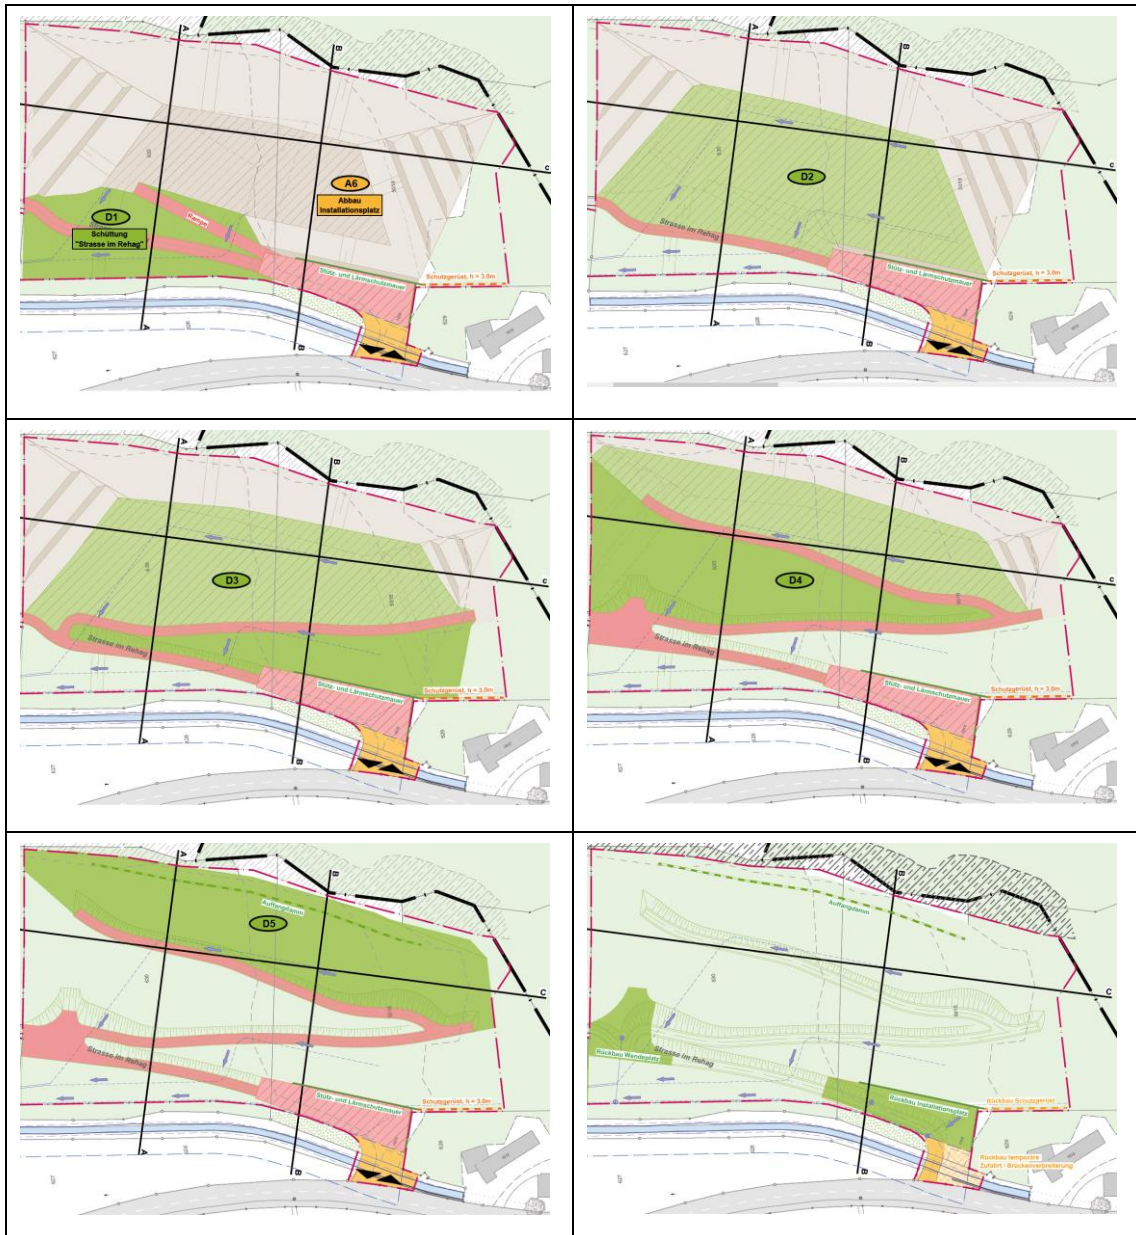 A
B
A6
Abbau
Installationsplatz
C
D1
Schüttung
"Strasse im Rehag"
Rampe
Stütz- und Lärmschutzmauer
Schutzgerüst, h = 3.0m
A
B
A
B
D2
C
Strasse im Rehag
Stütz- und Lärmschutzmauer
Schutzgerüst, h = 3.0m
A
B
A
B
D3
C
Strasse im Rehag
Stütz- und Lärmschutzmauer
Schutzgerüst, h = 3.0m
A
B
A
B
D4
C
Strasse im Rehag
Stütz- und Lärmschutzmauer
Schutzgerüst, h = 3.0m
A
B
A
B
Auffangdamm
D5
C
Strasse im Rehag
Stütz- und Lärmschutzmauer
Schutzgerüst, h = 3.0m
A
B
A
B
Auffangdamm
C
Rückbau Wendeplatz
Strasse im Rehag
Rückbau Installationsplatz
Rückbau Schutzgerüst
Rückbau temporäre
Zufahrt / Brückenverbreiterung
A
B